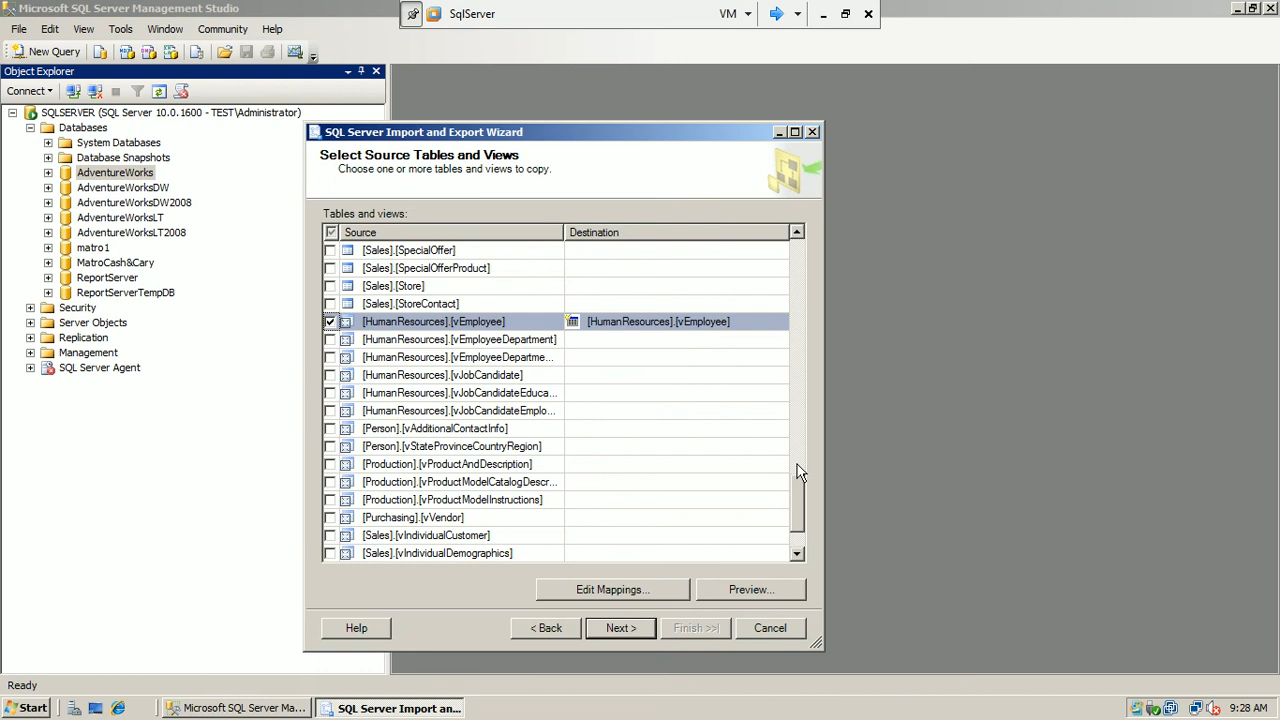 Microsoft SQL Server Management Studio
SqlServer
VM
File Edit View Tools Window Community Help
New Query
Object Explorer
Connect
SQLSERVER (SQL Server 10.0.1600 - TEST\Administrator)
Databases
System Databases
Database Snapshots
AdventureWorks
AdventureWorksDW
AdventureWorksDW2008
AdventureWorksLT
AdventureWorksLT2008
matro1
MatroCash&Cary
ReportServer
ReportServerTempDB
Security
Server Objects
Replication
Management
SQL Server Agent
SQL Server Import and Export Wizard
Select Source Tables and Views
Choose one or more tables and views to copy.
Tables and views:
Source Destination
[Sales].[SpecialOffer]
[Sales].[SpecialOfferProduct]
[Sales].[Store]
[Sales].[StoreContact]
[HumanResources].[vEmployee] [HumanResources].[vEmployee]
[HumanResources].[vEmployeeDepartment]
[HumanResources].[vEmployeeDepartme...
[HumanResources].[vJobCandidate]
[HumanResources].[vJobCandidateEduca...
[HumanResources].[vJobCandidateEmplo...
[Person].[vAdditionalContactInfo]
[Person].[vStateProvinceCountryRegion]
[Production].[vProductAndDescription]
[Production].[vProductModelCatalogDescr...
[Production].[vProductModelInstructions]
[Purchasing].[vVendor]
[Sales].[vIndividualCustomer]
[Sales].[vIndividualDemographics]
Edit Mappings... Preview...
Help < Back Next > Finish >>| Cancel
Ready
Start Microsoft SQL Server Ma... SQL Server Import an... 9:28 AM